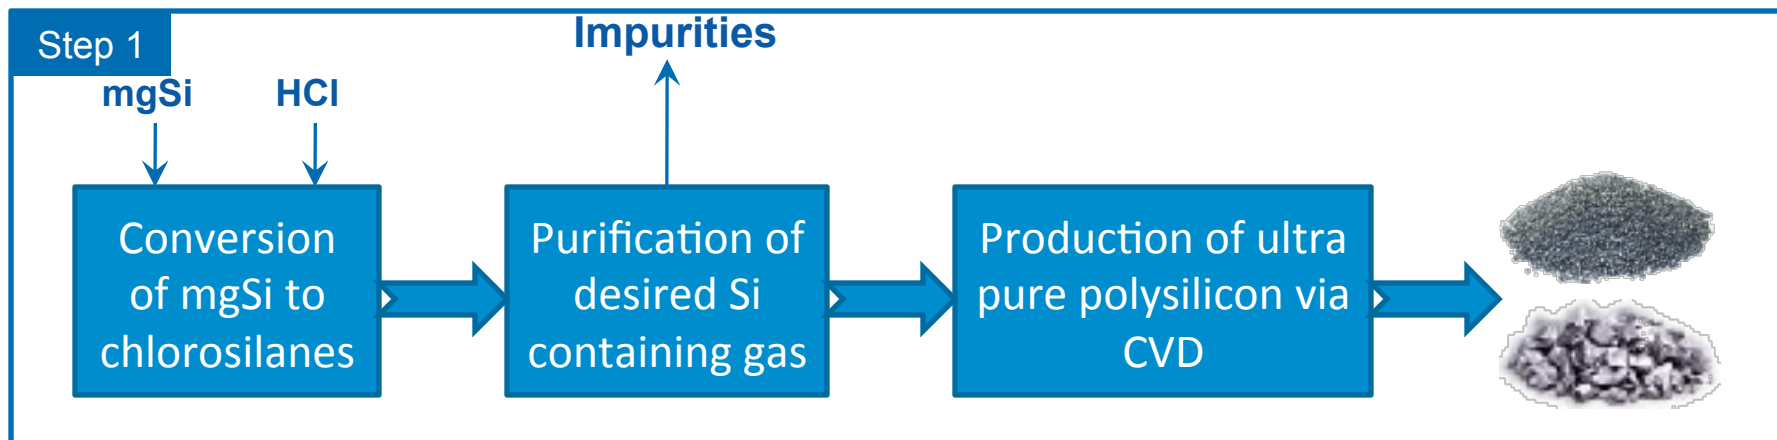 Step 1
Impurities
mgSi
HCl
Conversion
of mgSi to
chlorosilanes
Purification of
desired Si
containing gas
Production of ultra
pure polysilicon via
CVD